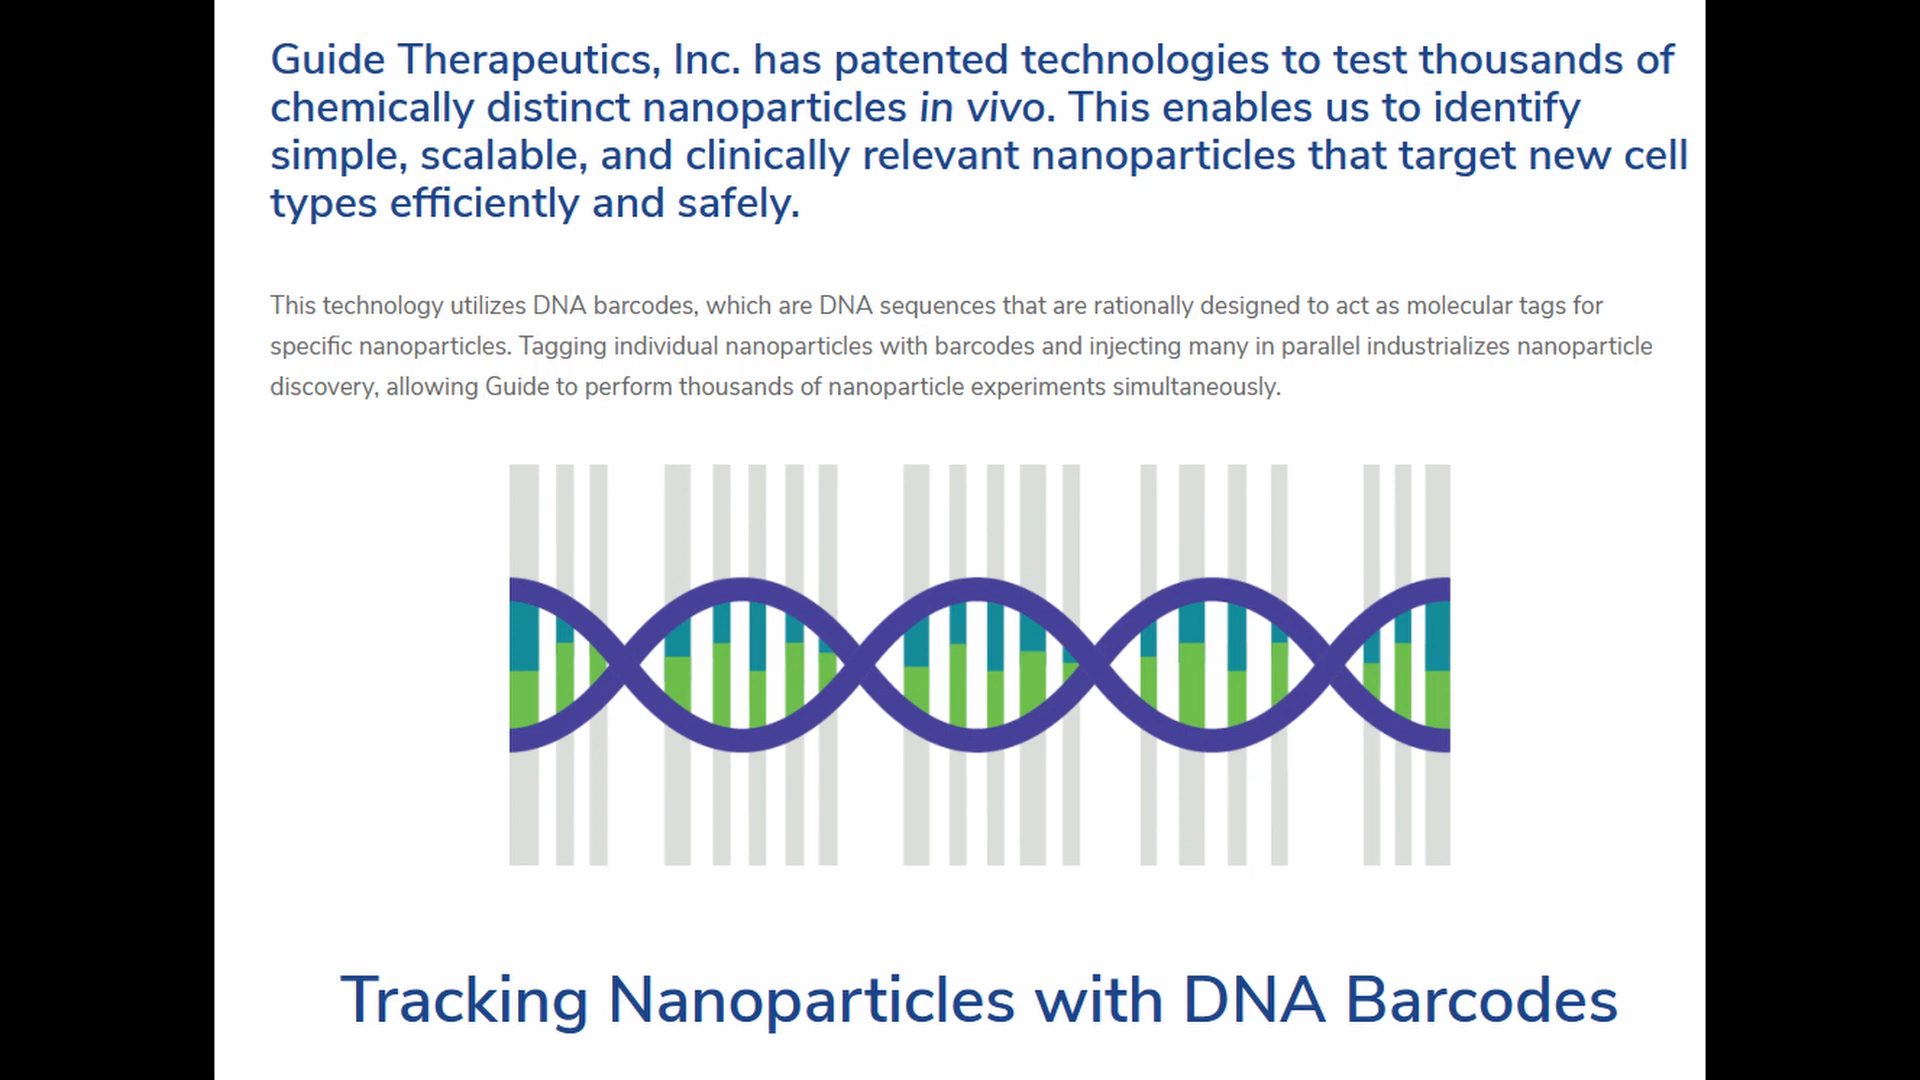 Guide Therapeutics, Inc. has patented technologies to test thousands of
chemically distinct nanoparticles in vivo. This enables us to identify
simple, scalable, and clinically relevant nanoparticles that target new cell
types efficiently and safely.
This technology utilizes DNA barcodes, which are DNA sequences that are rationally designed to act as molecular tags for
specific nanoparticles. Tagging individual nanoparticles with barcodes and injecting many in parallel industrializes nanoparticle
discovery, allowing Guide to perform thousands of nanoparticle experiments simultaneously.
Tracking Nanoparticles with DNA Barcodes